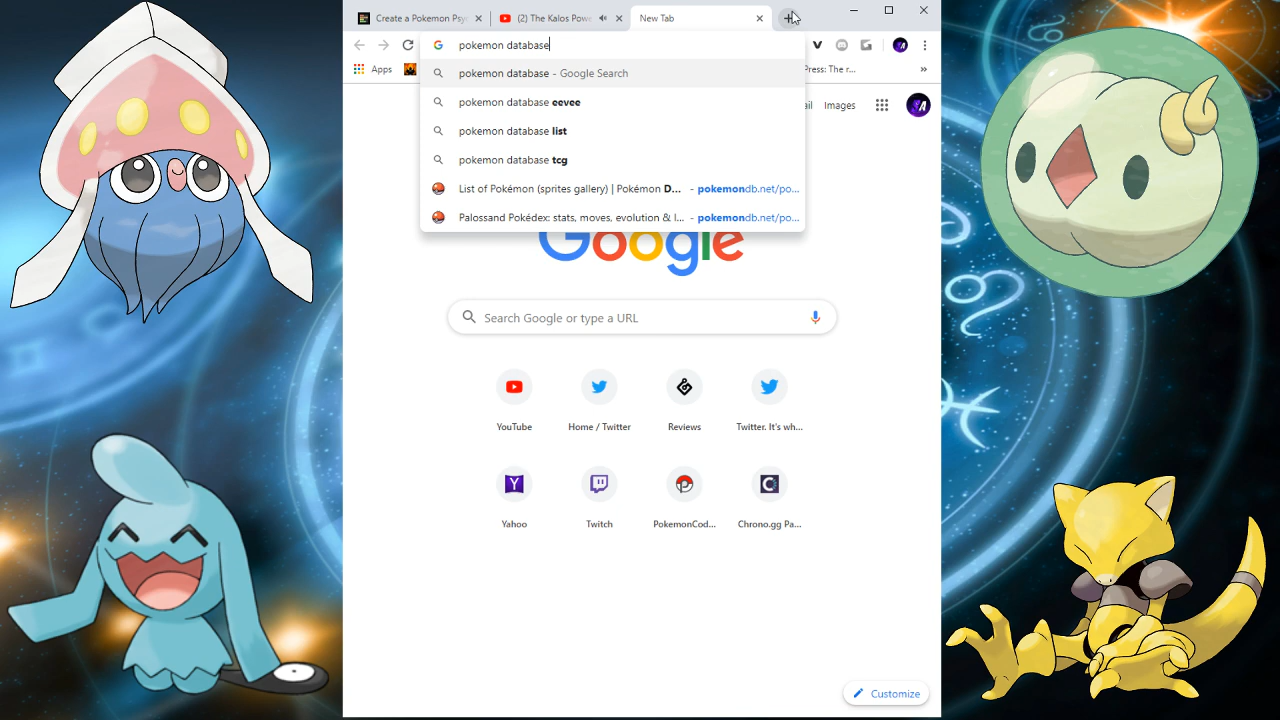 Create a Pokemon Psy
(2) The Kalos Powe
New Tab
pokemon database
Apps
Press: The r...
pokemon database - Google Search
pokemon database eevee
pokemon database list
pokemon database tcg
List of Pokémon (sprites gallery) | Pokémon D... - pokemondb.net/po...
Palossand Pokédex: stats, moves, evolution & l... - pokemondb.net/po...
ail Images
Google
Search Google or type a URL
YouTube
Home / Twitter
Reviews
Twitter. It's wh...
Yahoo
Twitch
PokemonCod...
Chrono.gg Pa...
Customize